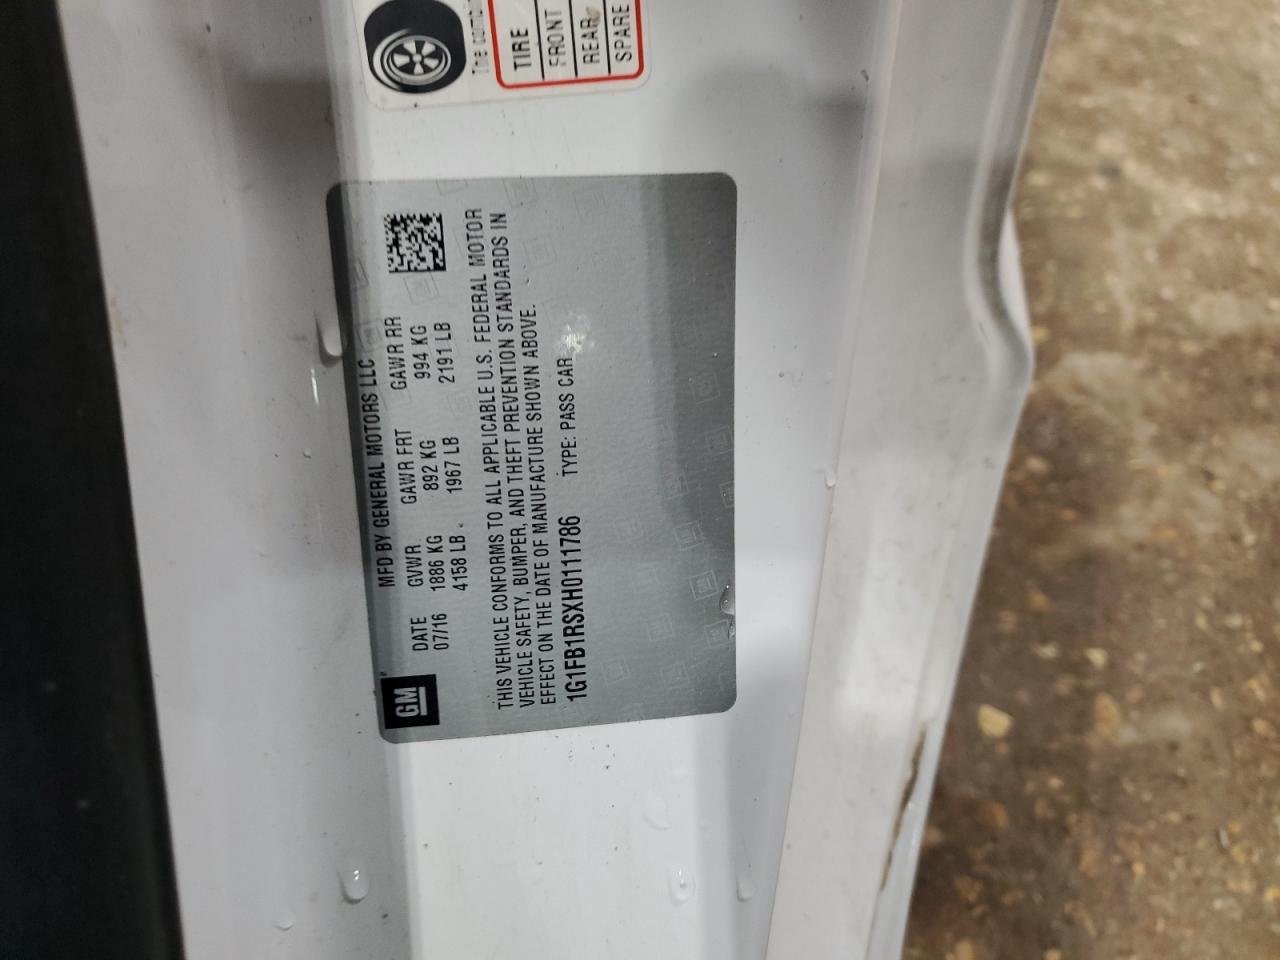 The combin
TIRE
FRONT
REAR
SPARE
MFD BY GENERAL MOTORS LLC
DATE GVWR GAWR FRT GAWR RR
07/16 1886 KG 892 KG 994 KG
4158 LB 1967 LB 2191 LB
GM
THIS VEHICLE CONFORMS TO ALL APPLICABLE U.S. FEDERAL MOTOR
VEHICLE SAFETY, BUMPER, AND THEFT PREVENTION STANDARDS IN
EFFECT ON THE DATE OF MANUFACTURE SHOWN ABOVE.
1G1FB1RSXH0111786 TYPE: PASS CAR